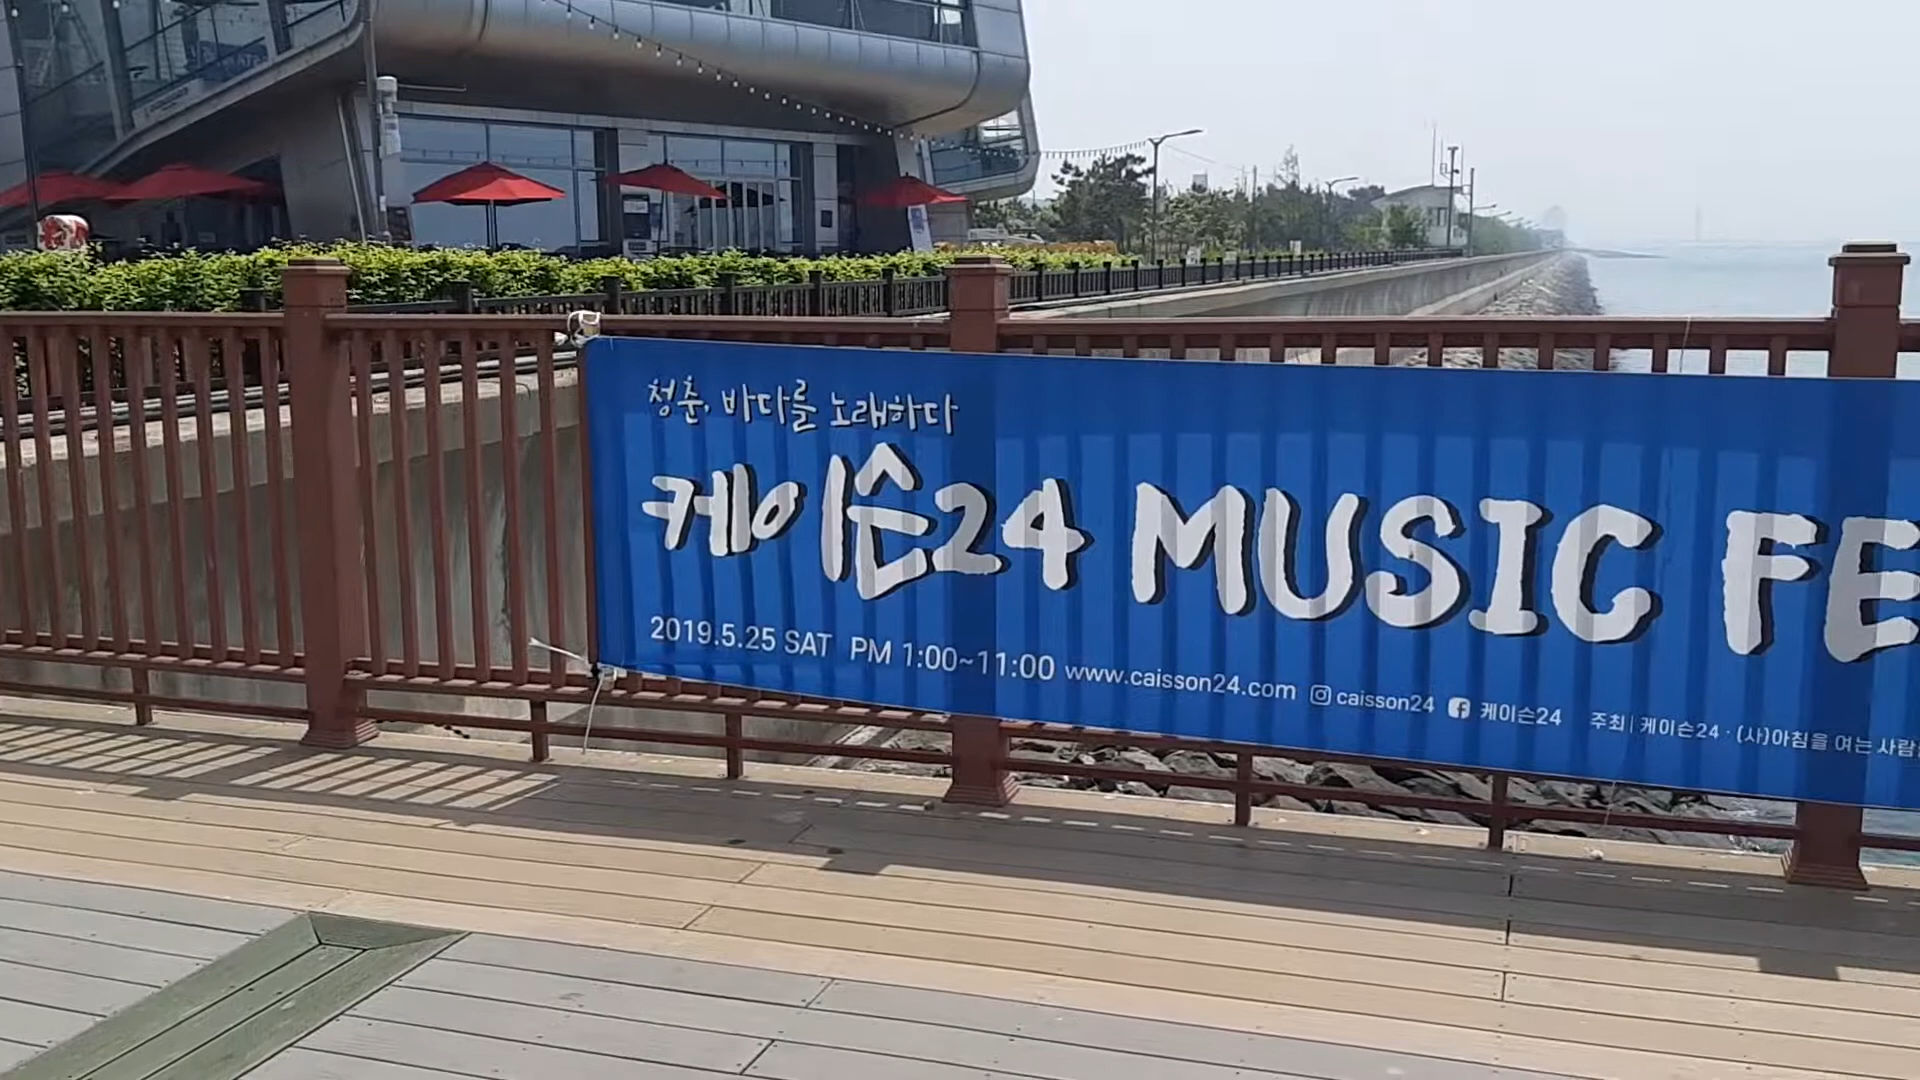 청춘, 바다를 노래하다
케이슨24 MUSIC FE
2019.5.25 SAT PM 1:00~11:00 www.caisson24.com caisson24 케이슨24 주최 | 케이슨24 · (사)아침을 여는 사람